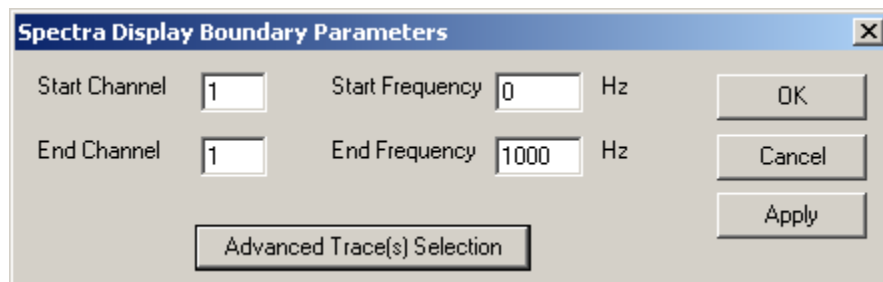 Spectra Display Boundary Parameters
Start Channel 1 Start Frequency 0 Hz OK
End Channel 1 End Frequency 1000 Hz Cancel
Apply
Advanced Trace(s) Selection